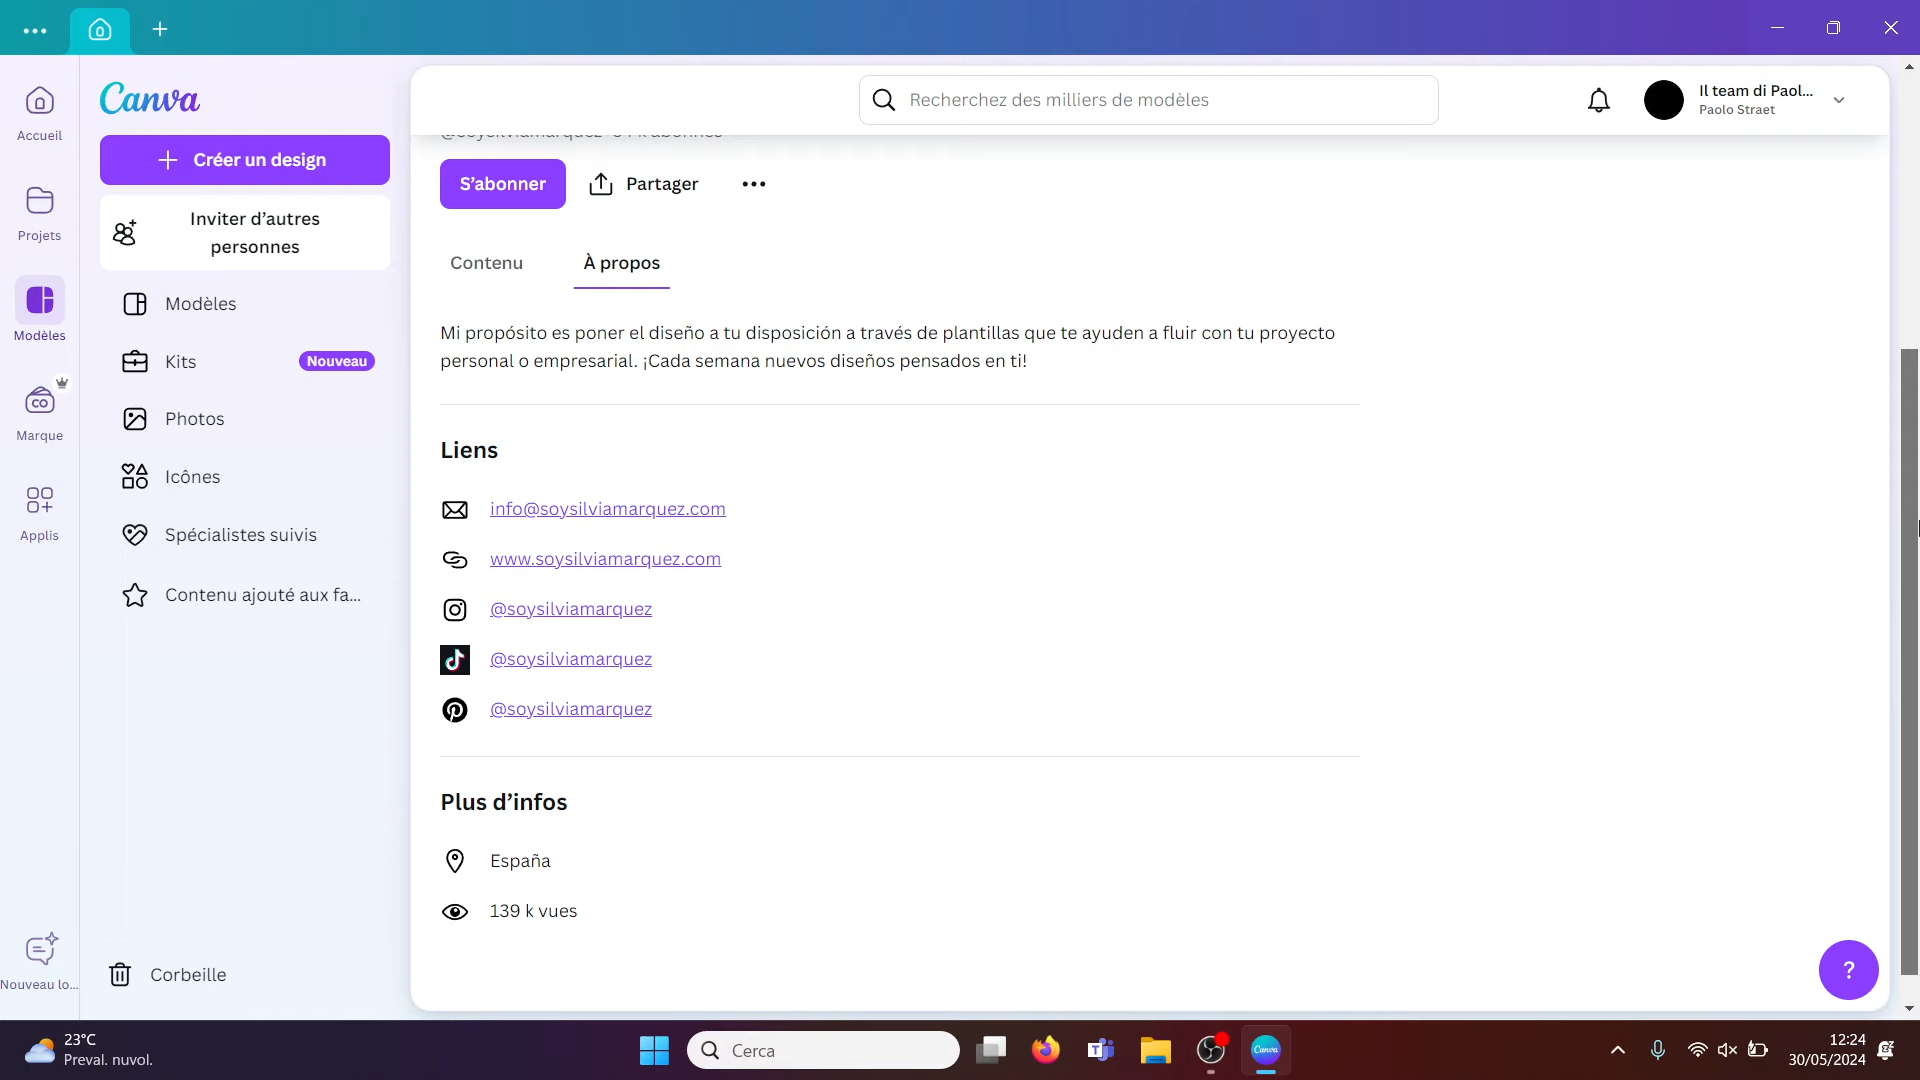 Canva
Recherchez des milliers de modèles
Il team di Paol...
Paolo Straet
Accueil
Créer un design
S’abonner
Partager
Inviter d’autres
personnes
Projets
Contenu
À propos
Modèles
Modèles
Mi propósito es poner el diseño a tu disposición a través de plantillas que te ayuden a fluir con tu proyecto
personal o empresarial. ¡Cada semana nuevos diseños pensados en ti!
Kits
Nouveau
Marque
Photos
Liens
Icônes
info@soysilviamarquez.com
Applis
Spécialistes suivis
www.soysilviamarquez.com
Contenu ajouté aux fa...
@soysilviamarquez
@soysilviamarquez
@soysilviamarquez
Plus d’infos
España
139 k vues
Nouveau lo...
Corbeille
?
23°C
Preval. nuvol.
Cerca
Canva
12:24
30/05/2024